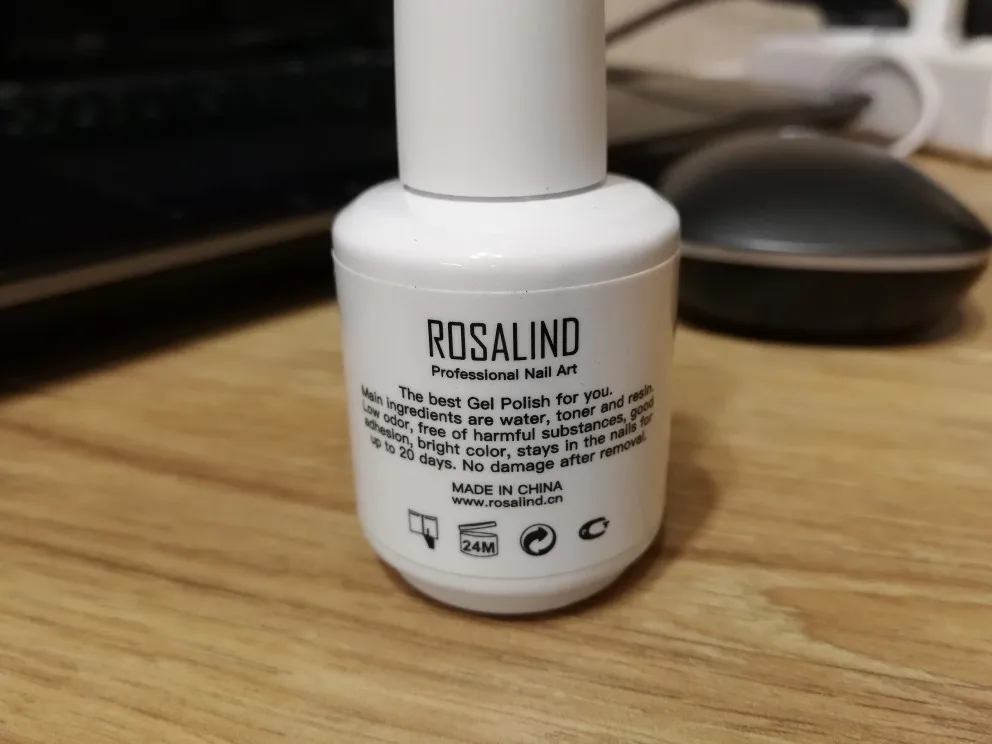 ROSALIND
Professional Nail Art
The best Gel Polish for you.
Main ingredients are water, toner and resin.
Low odor, free of harmful substances, good
adhesion, bright color, stays in the nails for
up to 20 days. No damage after removal.
MADE IN CHINA
www.rosalind.cn
24M